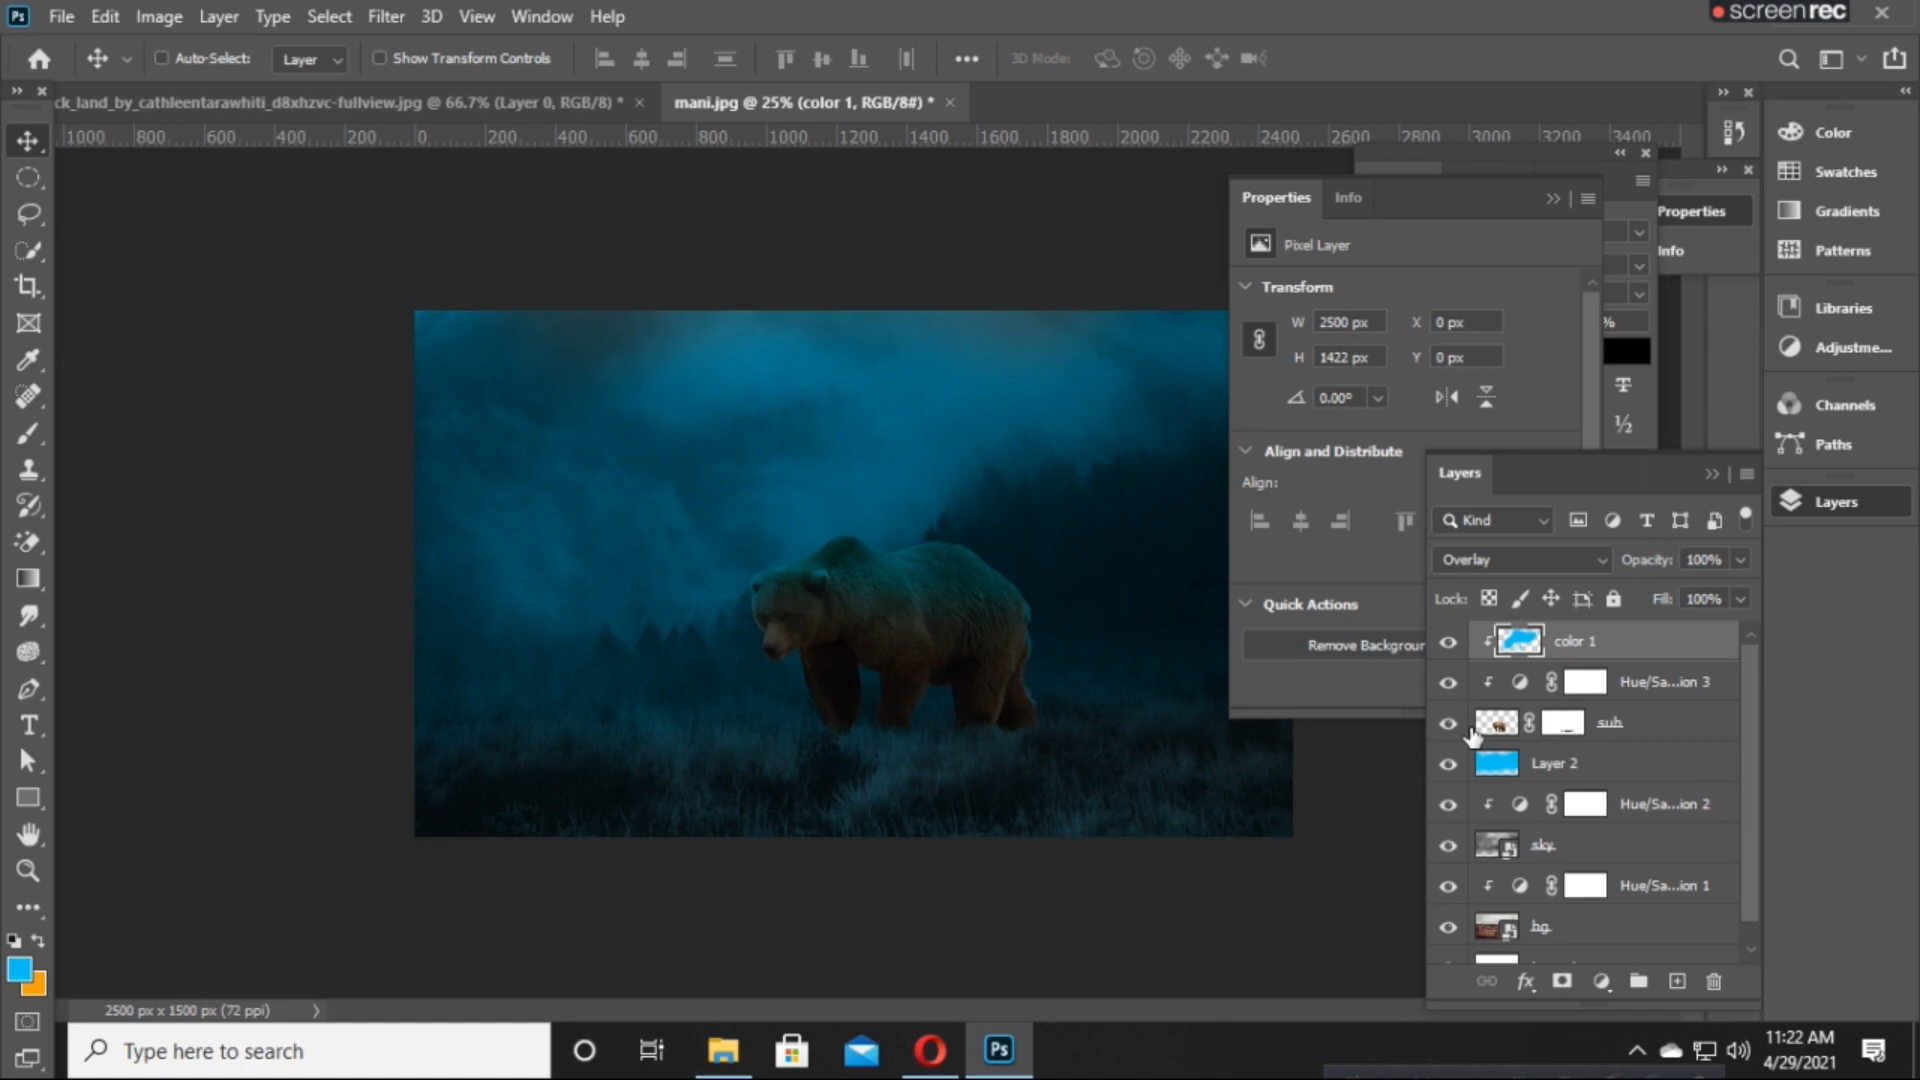 Ps File Edit Image Layer Type Select Filter 3D View Window Help
screenrec
Auto-Select: Layer Show Transform Controls 3D Mode:
ck_land_by_cathleentarawhiti_d8xhzvc-fullview.jpg @ 66.7% (Layer 0, RGB/8) * mani.jpg @ 25% (color 1, RGB/8#) *
1000 800 600 400 200 0 200 400 600 800 1000 1200 1400 1600 1800 2000 2200 2400 2600 2800 3000 3200 3400
Properties Info
Pixel Layer
Transform
W 2500 px X 0 px
H 1422 px Y 0 px
0.00º
Align and Distribute
Align:
Quick Actions
Remove Backgroun
%
½
Properties
Info
Color
Swatches
Gradients
Patterns
Libraries
Adjustme...
Channels
Paths
Layers
Layers
Kind
Overlay Opacity: 100%
Lock: Fill: 100%
color 1
Hue/Sa...ion 3
sub
Layer 2
Hue/Sa...ion 2
sky
Hue/Sa...ion 1
bg
2500 px x 1500 px (72 ppi)
Type here to search
Ps
11:22 AM
4/29/2021